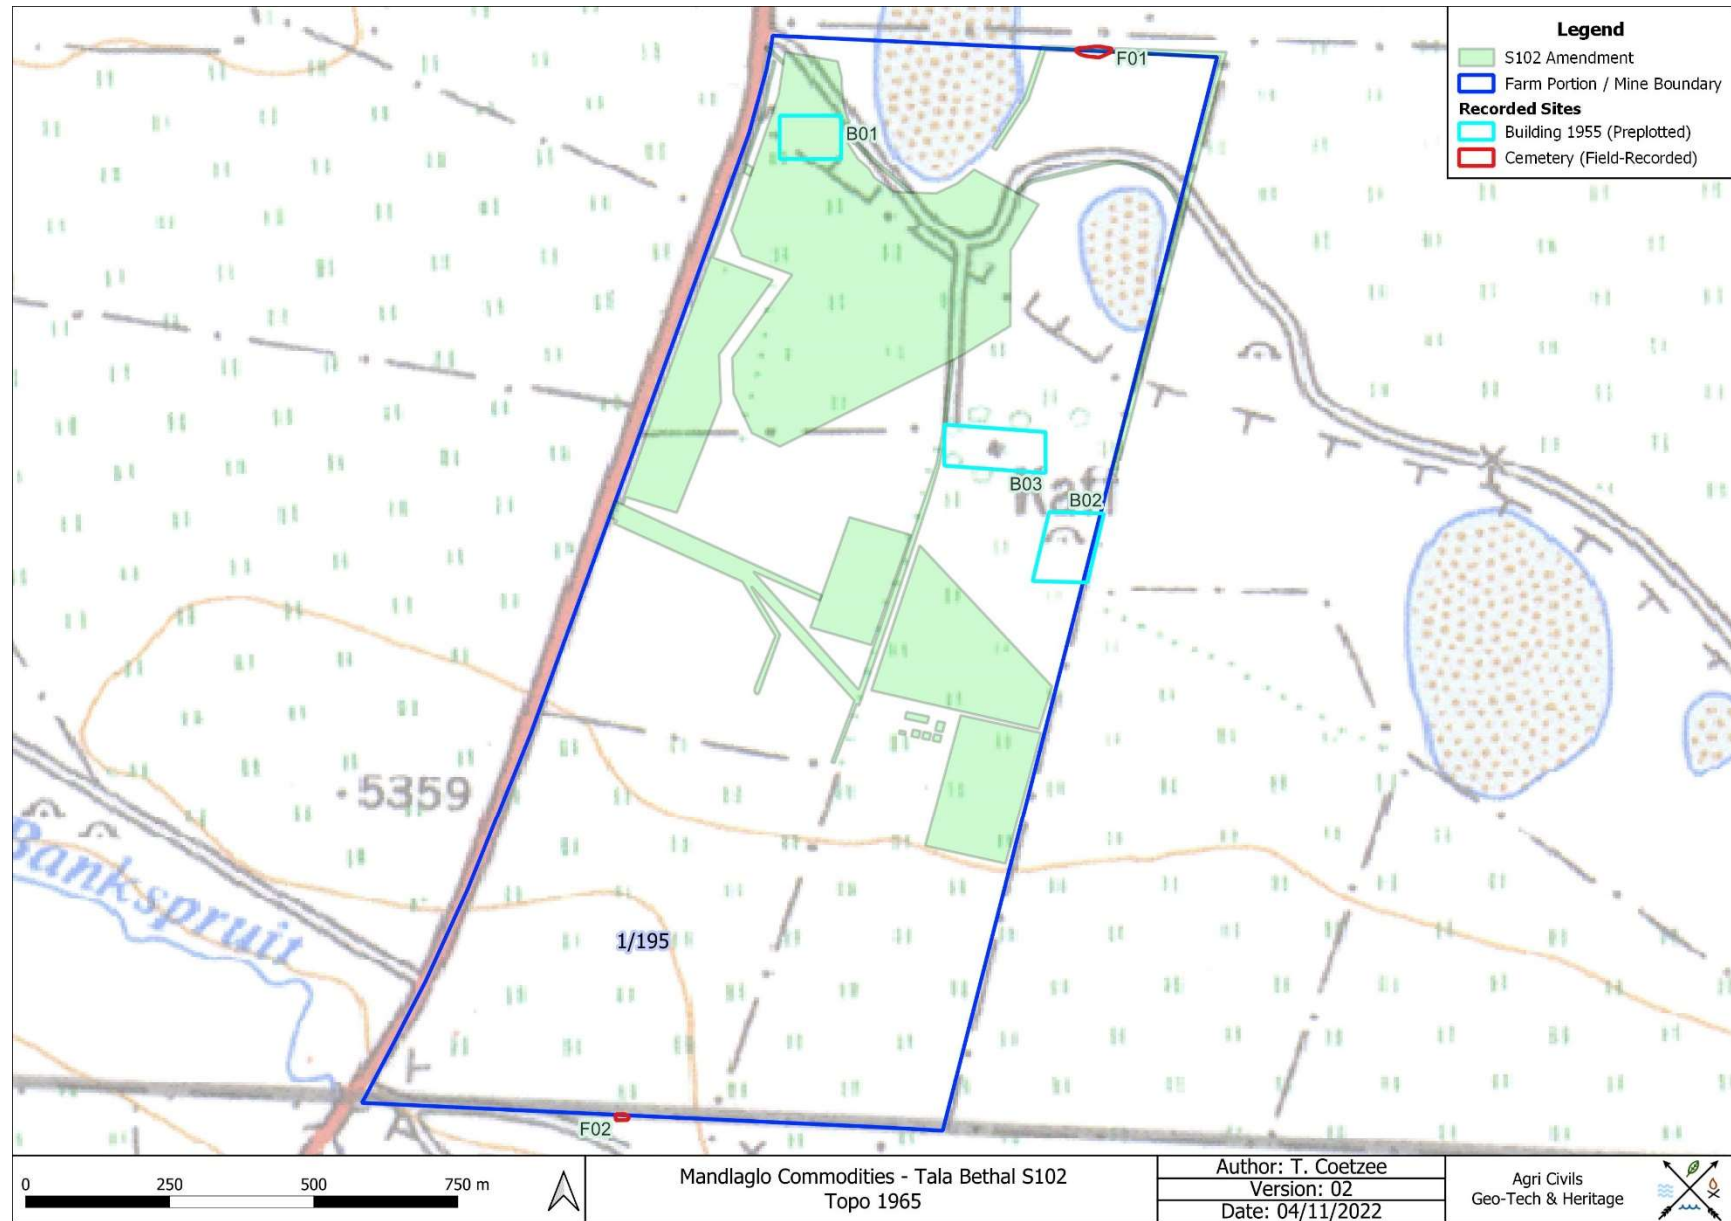 Legend
S102 Amendment
Farm Portion / Mine Boundary
Recorded Sites
Building 1955 (Preplotted)
Cemetery (Field-Recorded)
F01
B01
B03
B02
5359
Bankspruit
1/195
F02
0 250 500 750 m
Mandlaglo Commodities - Tala Bethal S102
Topo 1965
Author: T. Coetzee
Version: 02
Date: 04/11/2022
Agri Civils
Geo-Tech & Heritage